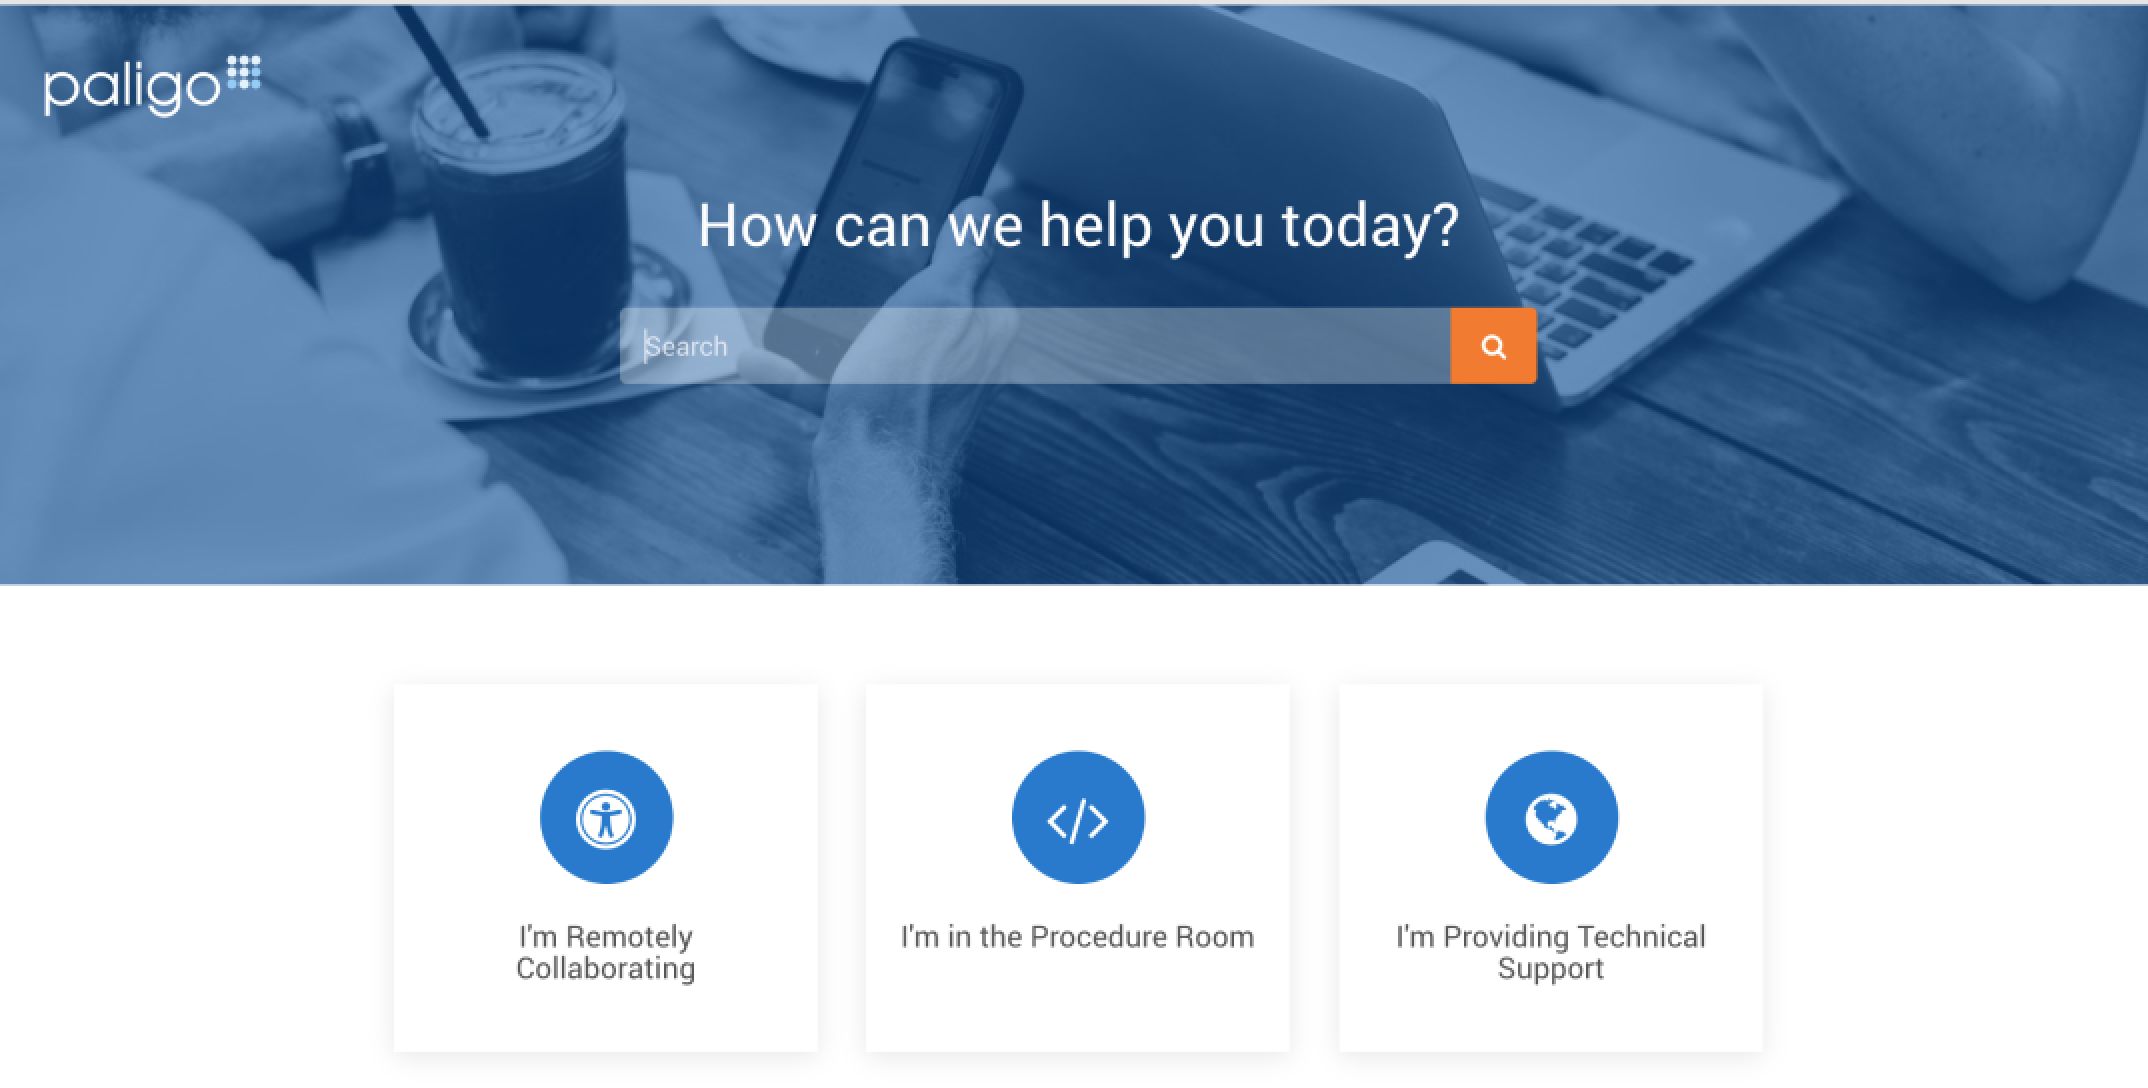 paligo
How can we help you today?
Search
I'm Remotely
Collaborating
I'm in the Procedure Room
I'm Providing Technical
Support